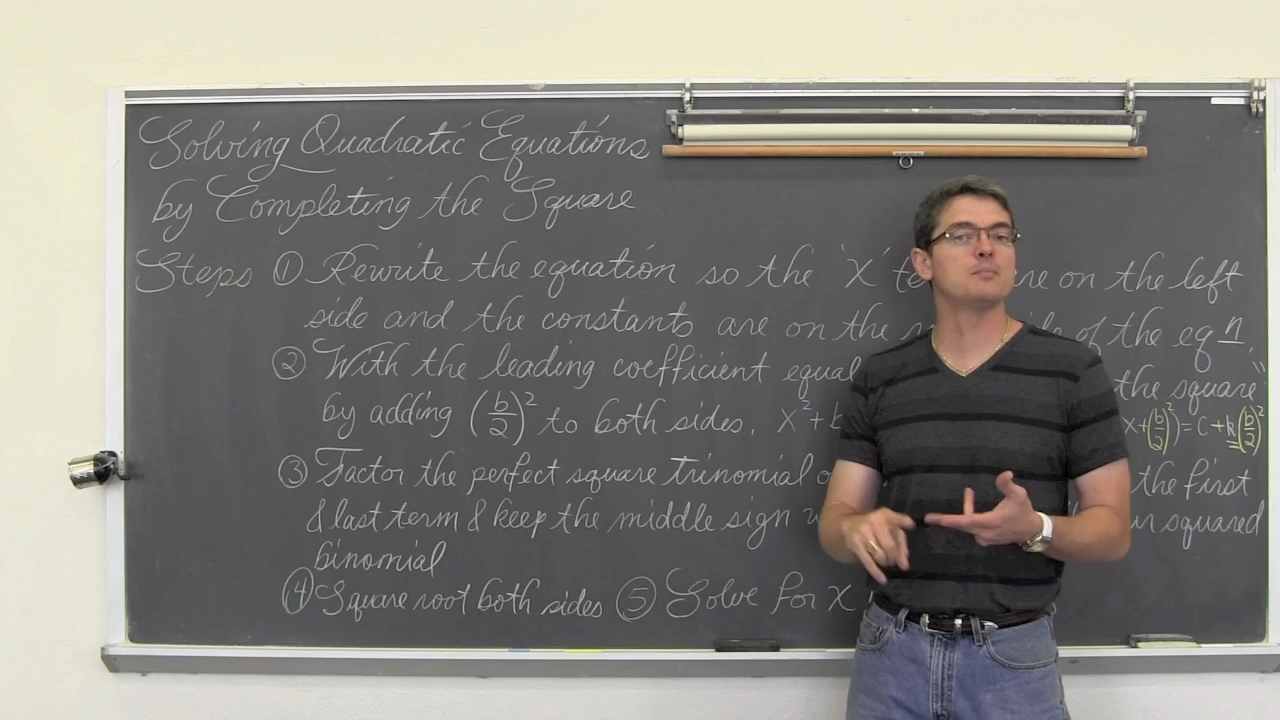 Solving Quadratic Equations
by Completing the Square
Steps ① Rewrite the equation so the 'x' are on the left
side and the constants are on the of the eqn
② With the leading coefficient equal the square"
by adding (b/2)² to both sides. x² + b x+(b/2)²=C+k(b/2)²
③ Factor the perfect square trinomial the first
& last term & keep the middle sign squared
binomial
④ Square root both sides ⑤ Solve for x